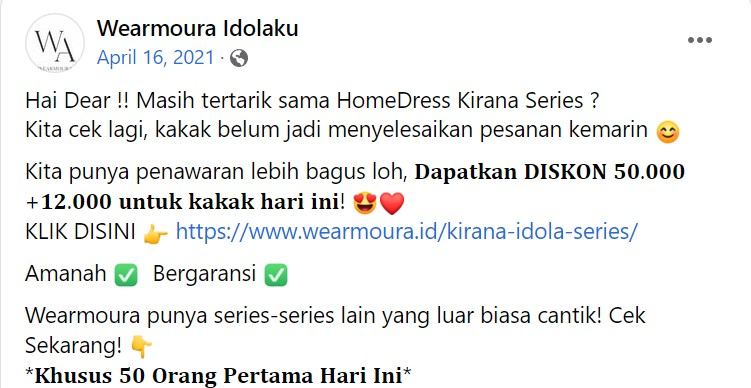 WA
WEARMOURA
Wearmoura Idolaku
April 16, 2021 ·
Hai Dear !! Masih tertarik sama HomeDress Kirana Series ?
Kita cek lagi, kakak belum jadi menyelesaikan pesanan kemarin 😊
Kita punya penawaran lebih bagus loh, Dapatkan DISKON 50.000
+12.000 untuk kakak hari ini! 😍❤️
KLIK DISINI 👉 https://www.wearmoura.id/kirana-idola-series/
Amanah ✅ Bergaransi ✅
Wearmoura punya series-series lain yang luar biasa cantik! Cek
Sekarang! 👇
*Khusus 50 Orang Pertama Hari Ini*